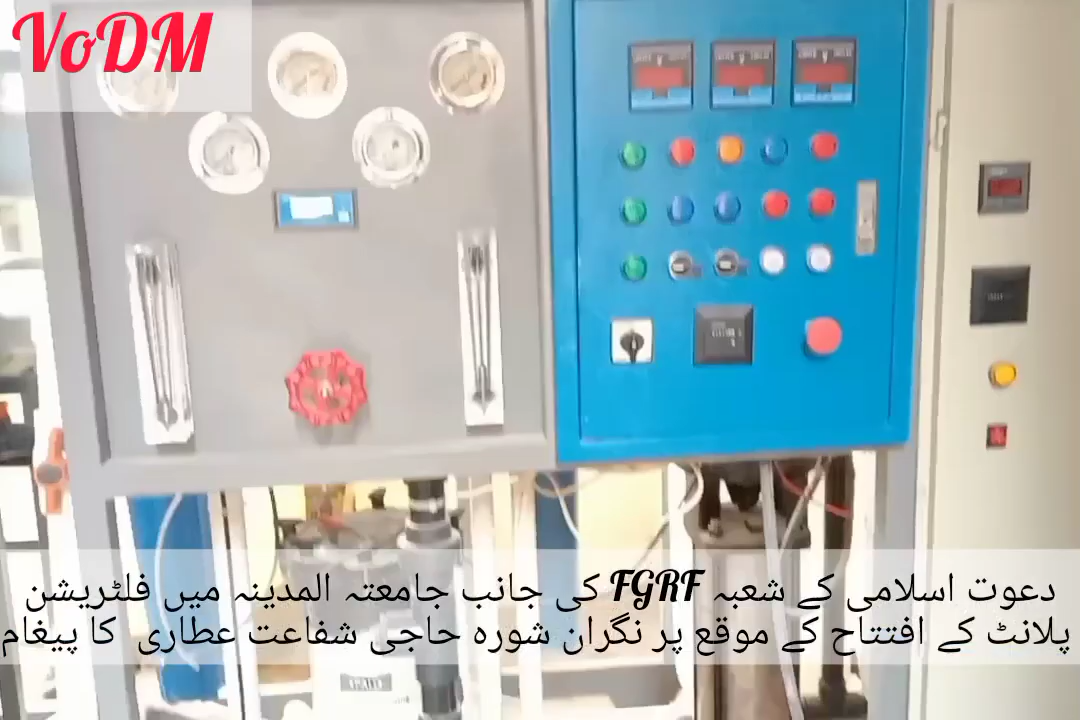 VoDM
دعوت اسلامی کے شعبہ FGRF کی جانب جامعتہ المدینہ میں فلٹریشن
پلانٹ کے افتتاح کے موقع پر نگران شورہ حاجی شفاعت عطاری کا پیغام